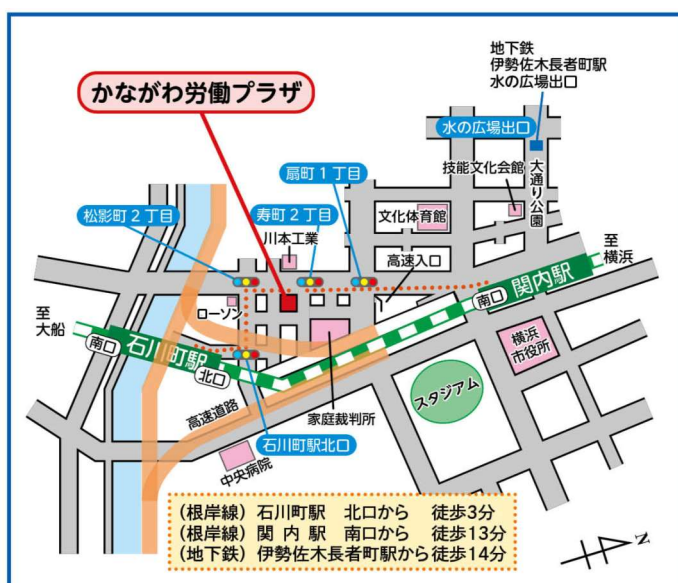 地下鉄
伊勢佐木長者町駅
水の広場出口
かながわ労働プラザ
水の広場出口
扇町1丁目
技能文化会館
大通り公園
松影町2丁目
寿町2丁目
文化体育館
川本工業
高速入口
至
横浜
関内駅
南口
ローソン
至
大船
南口
石川町駅
北口
横浜
市役所
スタジアム
高速道路
家庭裁判所
石川町駅北口
中央病院
(根岸線) 石川町駅 北口から 徒歩3分
(根岸線) 関内駅 南口から 徒歩13分
(地下鉄) 伊勢佐木長者町駅から 徒歩14分
N